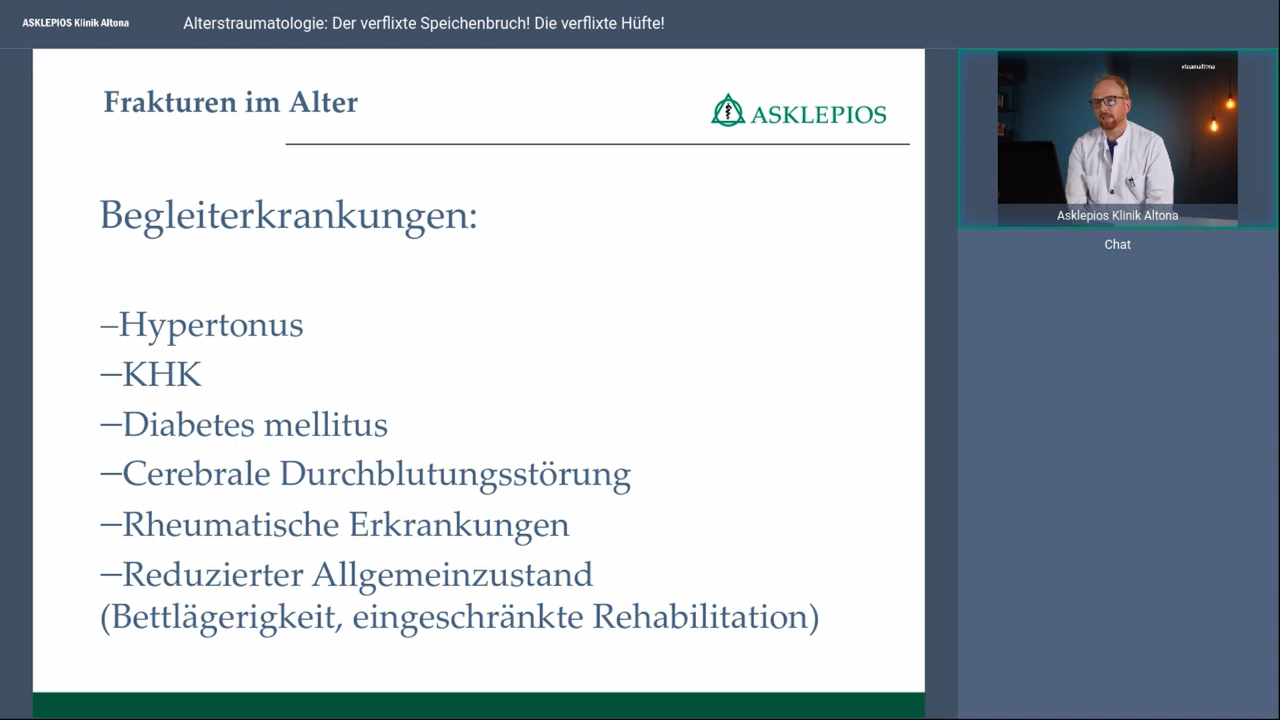 ASKLEPIOS Klinik Altona
Alterstraumatologie: Der verflixte Speichenbruch! Die verflixte Hüfte!
Frakturen im Alter
ASKLEPIOS
Begleiterkrankungen:
–Hypertonus
–KHK
–Diabetes mellitus
–Cerebrale Durchblutungsstörung
–Rheumatische Erkrankungen
–Reduzierter Allgemeinzustand
(Bettlägerigkeit, eingeschränkte Rehabilitation)
#teamaltona
Asklepios Klinik Altona
Chat